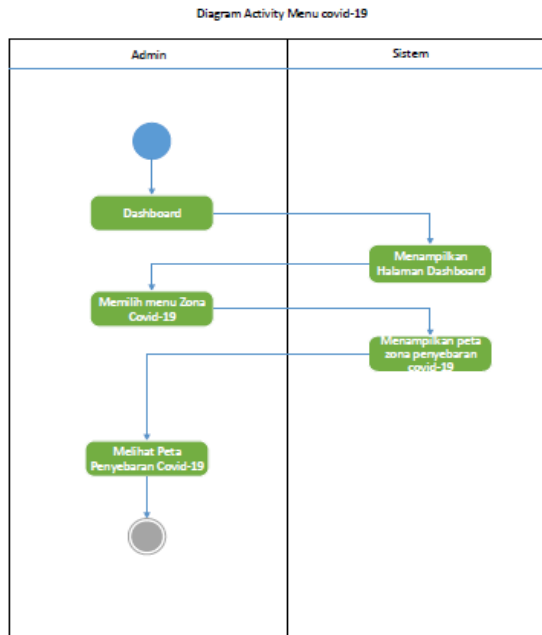 Diagram Activity Menu covid-19
Admin
Sistem
Dashboard
Menampilkan
Halaman Dashboard
Memilih menu Zona
Covid-19
Menampilkan peta
zona penyebaran
covid-19
Melihat Peta
Penyebaran Covid-19